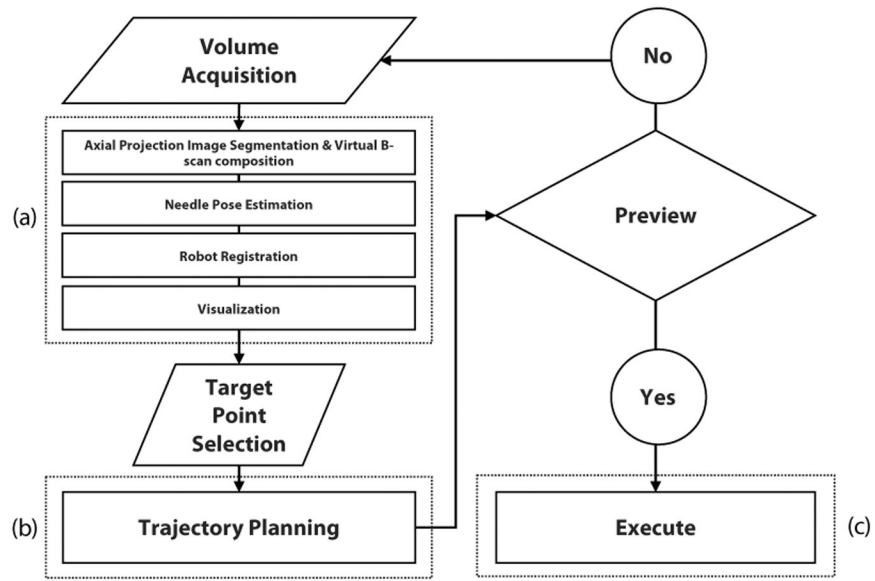 Volume
Acquisition
Axial Projection Image Segmentation & Virtual B-
scan composition
(a)
Needle Pose Estimation
Robot Registration
Visualization
Target
Point
Selection
(b)
Trajectory Planning
No
Preview
Yes
Execute
(c)